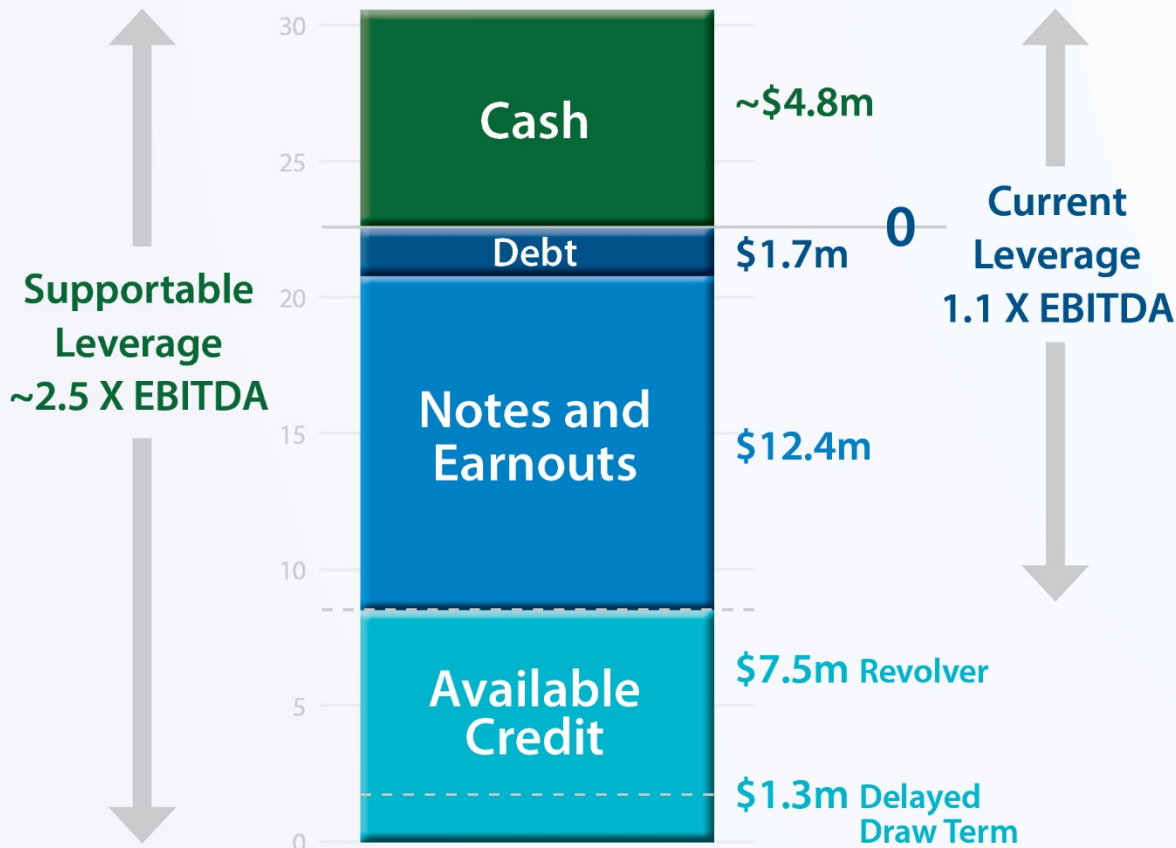 30
25
20
15
10
5
0
Supportable
Leverage
~2.5 X EBITDA
Cash
Debt
Notes and
Earnouts
Available
Credit
~$4.8m
$1.7m
$12.4m
$7.5m Revolver
$1.3m Delayed
Draw Term
0
Current
Leverage
1.1 X EBITDA